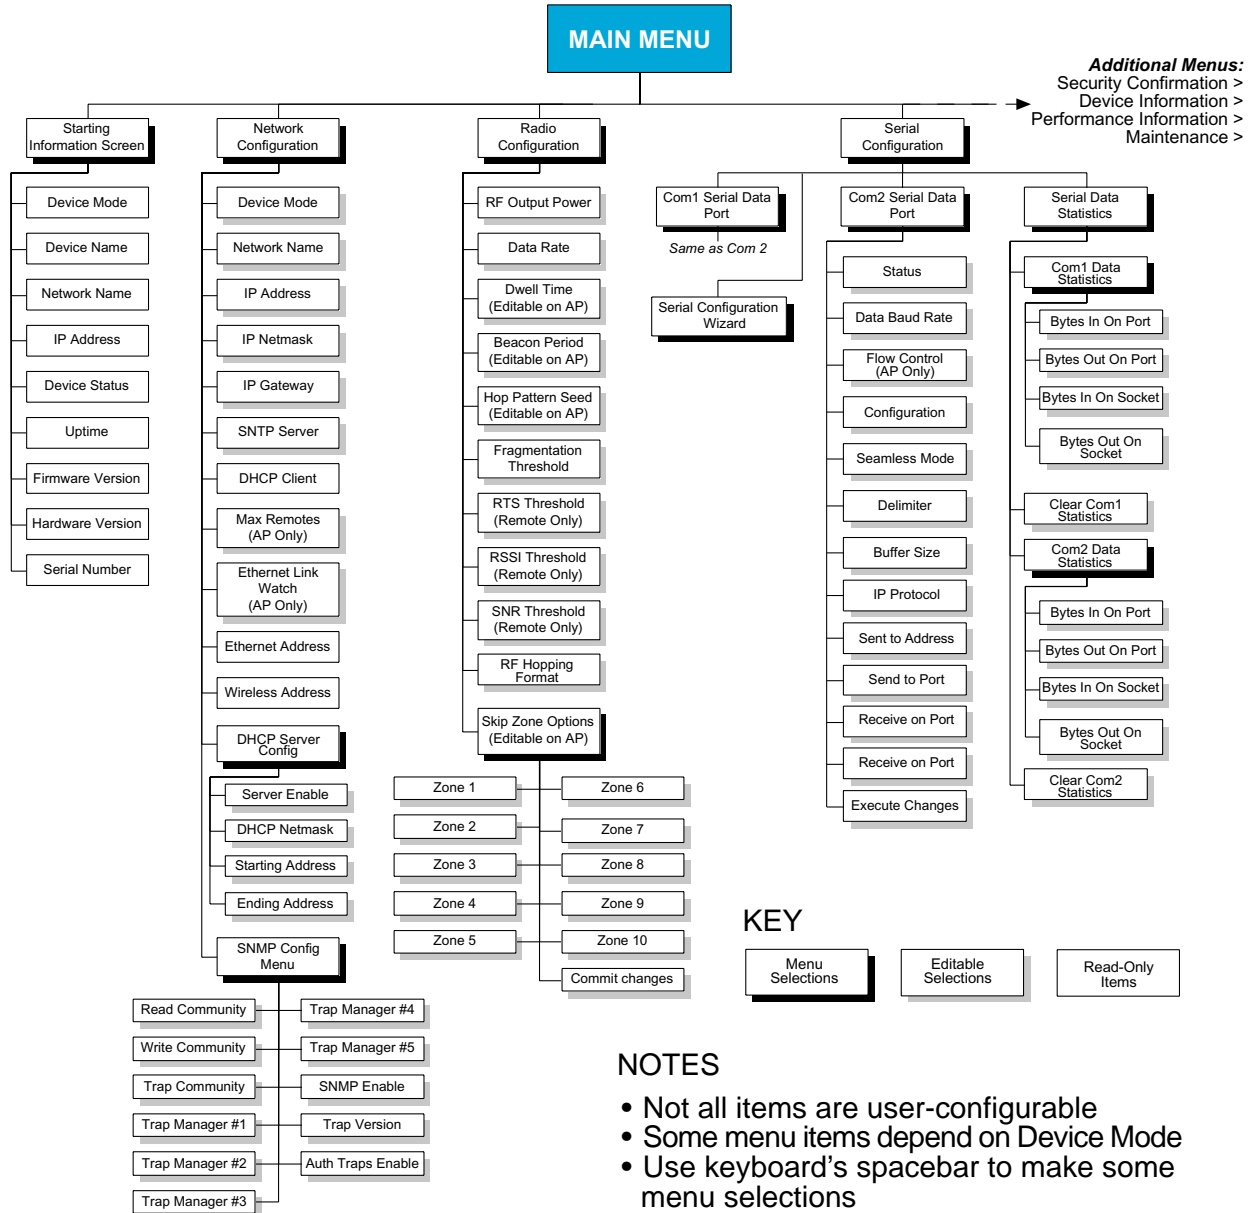 MAIN MENU
Additional Menus:
Security Confirmation >
Device Information >
Performance Information >
Maintenance >
Starting
Information Screen
Device Mode
Device Name
Network Name
IP Address
Device Status
Uptime
Firmware Version
Hardware Version
Serial Number
Network
Configuration
Device Mode
Network Name
IP Address
IP Netmask
IP Gateway
SNTP Server
DHCP Client
Max Remotes
(AP Only)
Ethernet Link
Watch
(AP Only)
Ethernet Address
Wireless Address
DHCP Server
Config
Server Enable
DHCP Netmask
Starting Address
Ending Address
SNMP Config
Menu
Read Community
Write Community
Trap Community
Trap Manager #1
Trap Manager #2
Trap Manager #3
Trap Manager #4
Trap Manager #5
SNMP Enable
Trap Version
Auth Traps Enable
Radio
Configuration
RF Output Power
Data Rate
Dwell Time
(Editable on AP)
Beacon Period
(Editable on AP)
Hop Pattern Seed
(Editable on AP)
Fragmentation
Threshold
RTS Threshold
(Remote Only)
RSSI Threshold
(Remote Only)
SNR Threshold
(Remote Only)
RF Hopping
Format
Skip Zone Options
(Editable on AP)
Zone 1
Zone 2
Zone 3
Zone 4
Zone 5
Zone 6
Zone 7
Zone 8
Zone 9
Zone 10
Commit changes
Serial
Configuration
Com1 Serial Data
Port
Same as Com 2
Serial Configuration
Wizard
Com2 Serial Data
Port
Status
Data Baud Rate
Flow Control
(AP Only)
Configuration
Seamless Mode
Delimiter
Buffer Size
IP Protocol
Sent to Address
Send to Port
Receive on Port
Receive on Port
Execute Changes
Serial Data
Statistics
Com1 Data
Statistics
Bytes In On Port
Bytes Out On Port
Bytes In On Socket
Bytes Out On
Socket
Clear Com1
Statistics
Com2 Data
Statistics
Bytes In On Port
Bytes Out On Port
Bytes In On Socket
Bytes Out On
Socket
Clear Com2
Statistics
KEY
Menu
Selections
Editable
Selections
Read-Only
Items
NOTES
• Not all items are user-configurable
• Some menu items depend on Device Mode
• Use keyboard's spacebar to make some
menu selections